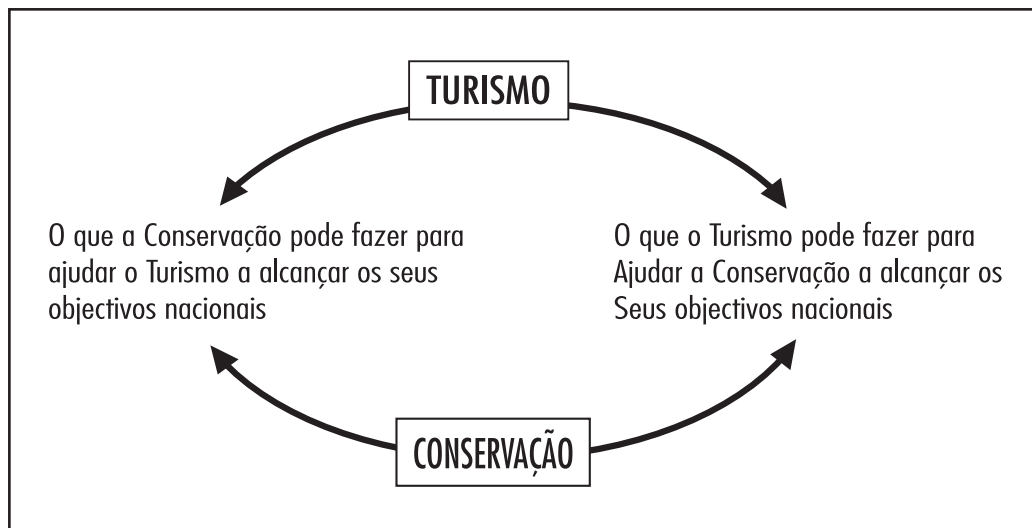 TURISMO
O que a Conservação pode fazer para
ajudar o Turismo a alcançar os seus
objectivos nacionais
O que o Turismo pode fazer para
Ajudar a Conservação a alcançar os
Seus objectivos nacionais
CONSERVAÇÃO